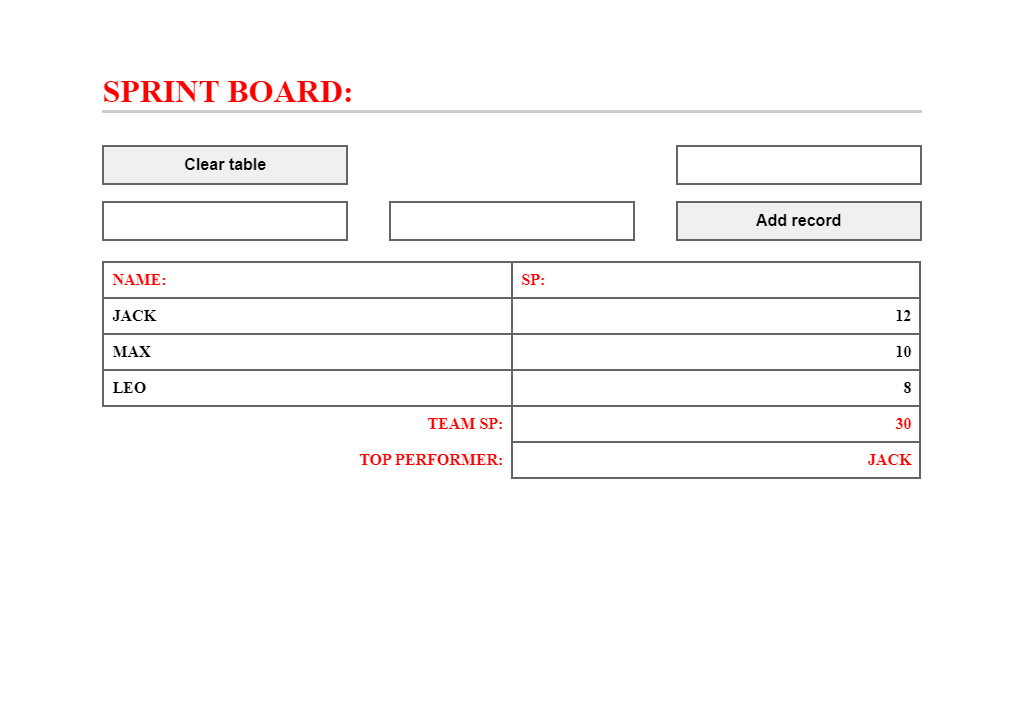 SPRINT BOARD:
Clear table
Add record
NAME: SP:
JACK 12
MAX 10
LEO 8
TEAM SP: 30
TOP PERFORMER: JACK